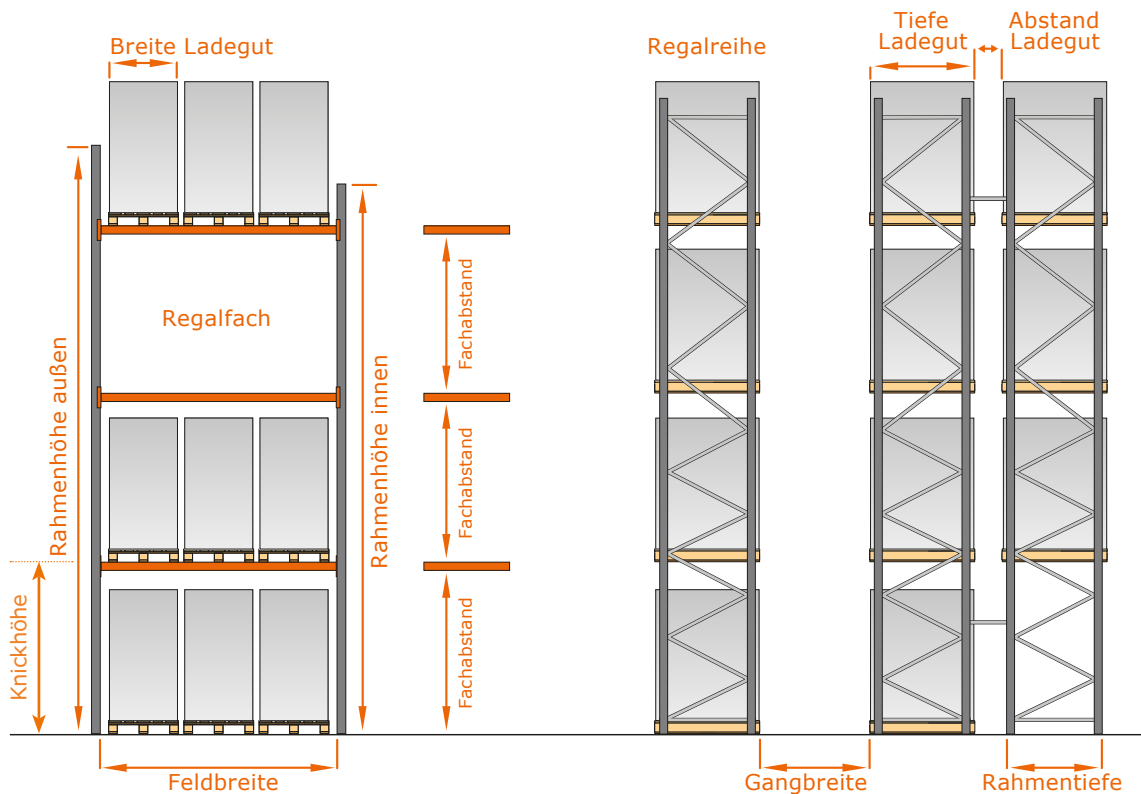 Breite Ladegut
Regalreihe
Tiefe
Ladegut
Abstand
Ladegut
Rahmenhöhe außen
Regalfach
Rahmenhöhe innen
Fachabstand
Fachabstand
Fachabstand
Knickhöhe
Feldbreite
Gangbreite
Rahmentiefe